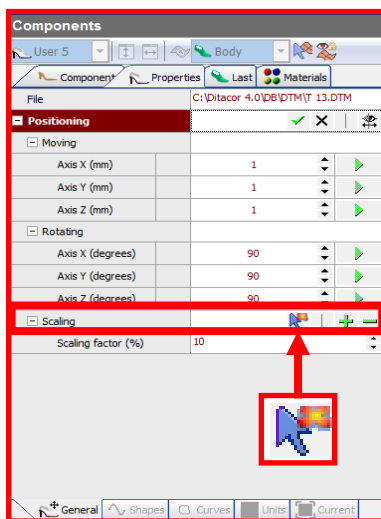 Components
User 5 Body
Component Properties Last Materials
File C:\Ditacor 4.0\DB\DTM\T 13.DTM
Positioning
Moving
Axis X (mm) 1
Axis Y (mm) 1
Axis Z (mm) 1
Rotating
Axis X (degrees) 90
Axis Y (degrees) 90
Axis Z (degrees) 90
Scaling
Scaling factor (%) 10
General Shapes Curves Units Current